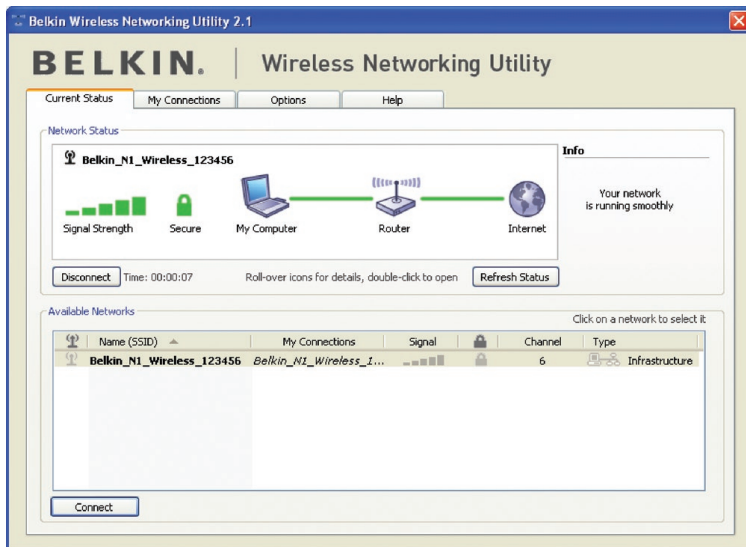 Belkin Wireless Networking Utility 2.1
BELKIN. | Wireless Networking Utility
Current Status My Connections Options Help
Network Status
Belkin_N1_Wireless_123456
Signal Strength Secure My Computer Router Internet
Info
Your network
is running smoothly
Disconnect Time: 00:00:07 Roll-over icons for details, double-click to open Refresh Status
Available Networks
Click on a network to select it
Name (SSID) My Connections Signal Channel Type
Belkin_N1_Wireless_123456 Belkin_N1_Wireless_1... 6 Infrastructure
Connect